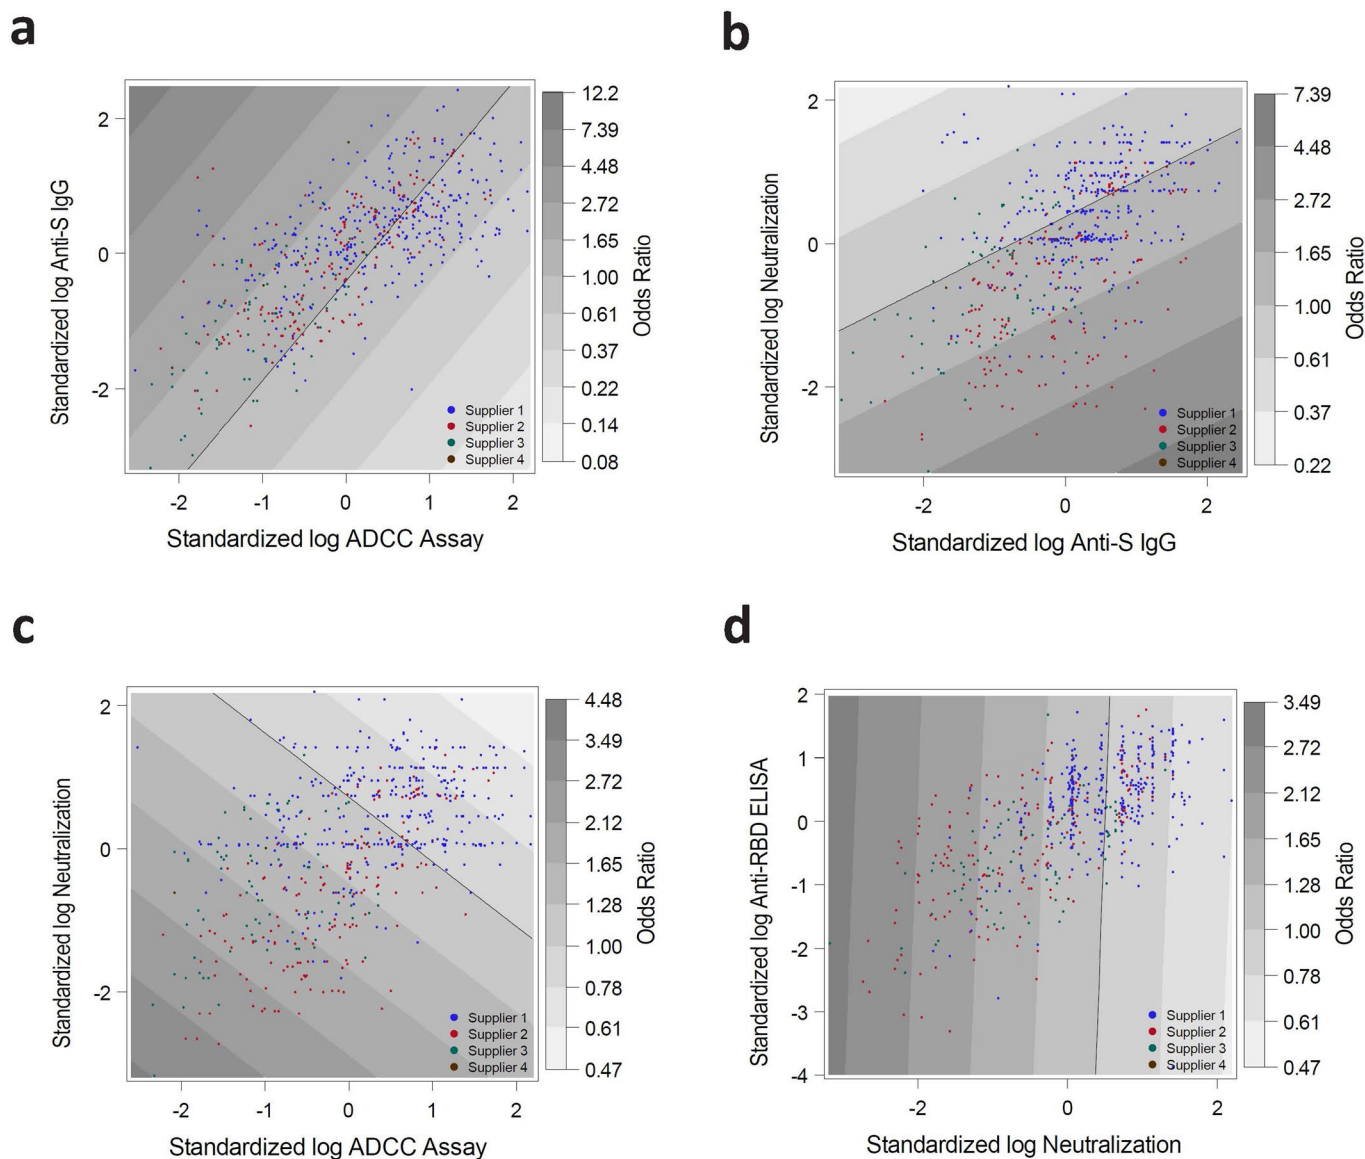 a
Standardized log Anti-S IgG
2
0
-2
-2
-1
0
1
2
Standardized log ADCC Assay
Supplier 1
Supplier 2
Supplier 3
Supplier 4
12.2
7.39
4.48
2.72
1.65
1.00
0.61
0.37
0.22
0.14
0.08
Odds Ratio
b
Standardized log Neutralization
2
0
-2
-2
0
2
Standardized log Anti-S IgG
Supplier 1
Supplier 2
Supplier 3
Supplier 4
7.39
4.48
2.72
1.65
1.00
0.61
0.37
0.22
Odds Ratio
c
Standardized log Neutralization
2
0
-2
-2
-1
0
1
2
Standardized log ADCC Assay
Supplier 1
Supplier 2
Supplier 3
Supplier 4
4.48
3.49
2.72
2.12
1.65
1.28
1.00
0.78
0.61
0.47
Odds Ratio
d
Standardized log Anti-RBD ELISA
2
1
0
-1
-2
-3
-4
-2
0
2
Standardized log Neutralization
Supplier 1
Supplier 2
Supplier 3
Supplier 4
3.49
2.72
2.12
1.65
1.28
1.00
0.78
0.61
0.47
Odds Ratio